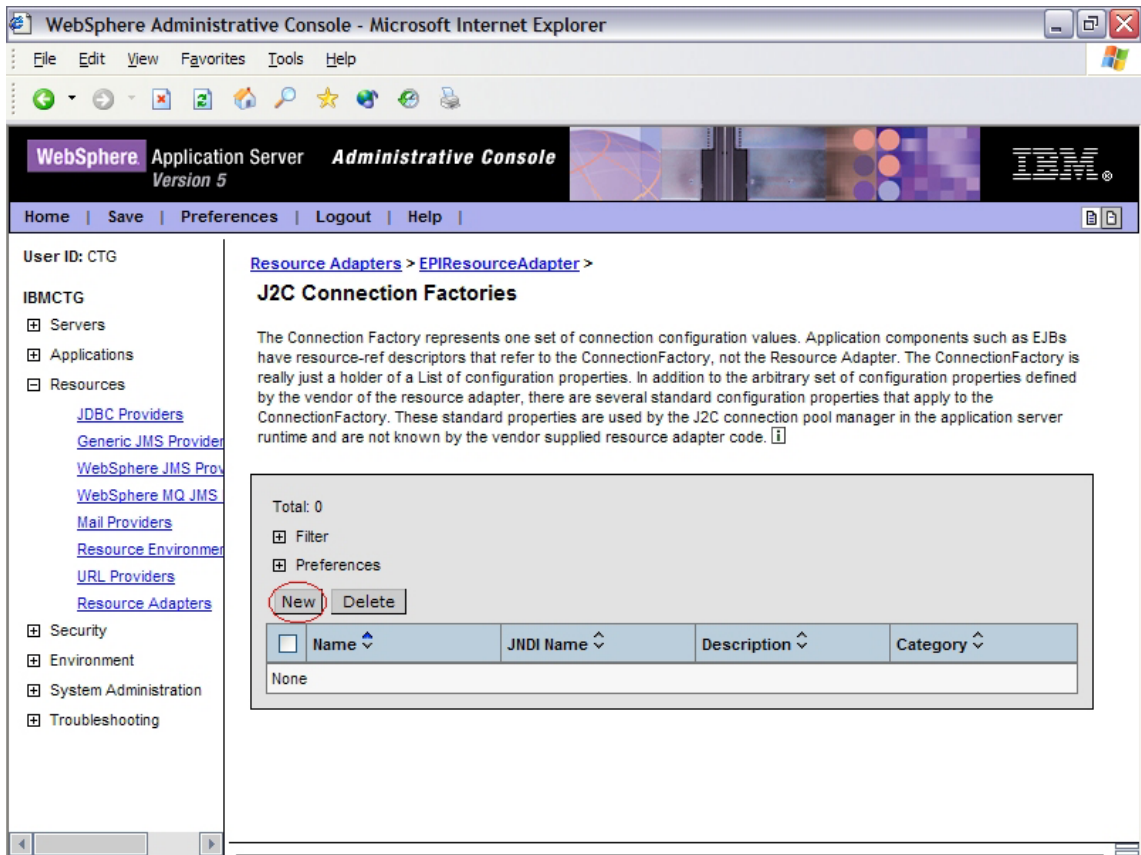 WebSphere Administrative Console - Microsoft Internet Explorer
File Edit View Favorites Tools Help
WebSphere Application Server Administrative Console
Version 5
IBM®
Home | Save | Preferences | Logout | Help |
User ID: CTG
IBMCTG
Servers
Applications
Resources
JDBC Providers
Generic JMS Provider
WebSphere JMS Prov
WebSphere MQ JMS
Mail Providers
Resource Environmen
URL Providers
Resource Adapters
Security
Environment
System Administration
Troubleshooting
Resource Adapters > EPIResourceAdapter >
J2C Connection Factories
The Connection Factory represents one set of connection configuration values. Application components such as EJBs
have resource-ref descriptors that refer to the ConnectionFactory, not the Resource Adapter. The ConnectionFactory is
really just a holder of a List of configuration properties. In addition to the arbitrary set of configuration properties defined
by the vendor of the resource adapter, there are several standard configuration properties that apply to the
ConnectionFactory. These standard properties are used by the J2C connection pool manager in the application server
runtime and are not known by the vendor supplied resource adapter code. i
Total: 0
Filter
Preferences
New Delete
Name JNDI Name Description Category
None